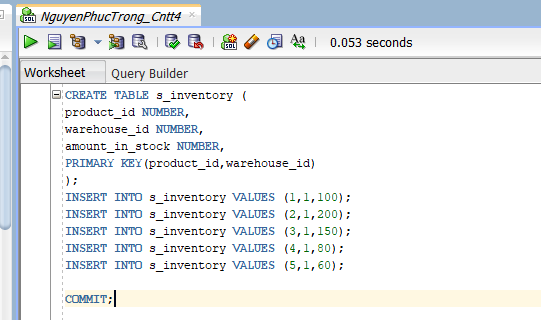 NguyenPhucTrong_Cntt4
SQL
Aa
0.053 seconds
Worksheet
Query Builder
CREATE TABLE s_inventory (
product_id NUMBER,
warehouse_id NUMBER,
amount_in_stock NUMBER,
PRIMARY KEY(product_id,warehouse_id)
);
INSERT INTO s_inventory VALUES (1,1,100);
INSERT INTO s_inventory VALUES (2,1,200);
INSERT INTO s_inventory VALUES (3,1,150);
INSERT INTO s_inventory VALUES (4,1,80);
INSERT INTO s_inventory VALUES (5,1,60);
COMMIT;